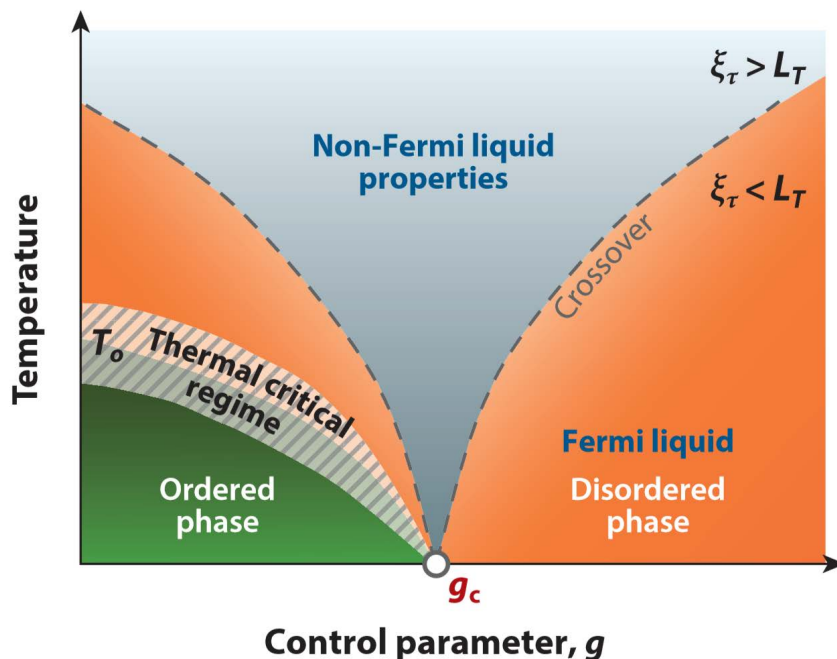 ξτ > LT
Non-Fermi liquid
properties
ξτ < LT
Crossover
Temperature
To
Thermal critical
regime
Fermi liquid
Ordered
phase
Disordered
phase
gc
Control parameter, g